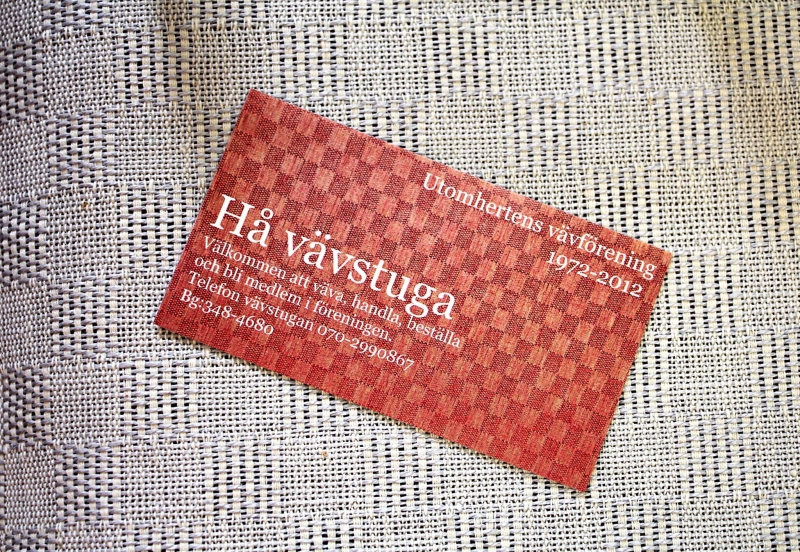 Utomhertens vävförening
1972-2012
Hå vävstuga
Välkommen att väva, handla, beställa
och bli medlem i föreningen.
Telefon vävstugan 070-2990867
Bg:348-4680